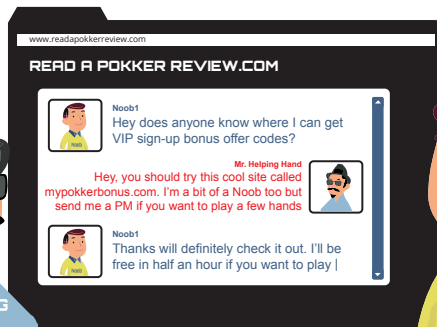 www.readapokkerreview.com
READ A POKKER REVIEW.COM
Noob1
Hey does anyone know where I can get
VIP sign-up bonus offer codes?
Noob
Mr. Helping Hand
Hey, you should try this cool site called
mypokkerbonus.com. I'm a bit of a Noob too but
send me a PM if you want to play a few hands
Noob1
Thanks will definitely check it out. I'll be
free in half an hour if you want to play |
Noob
G